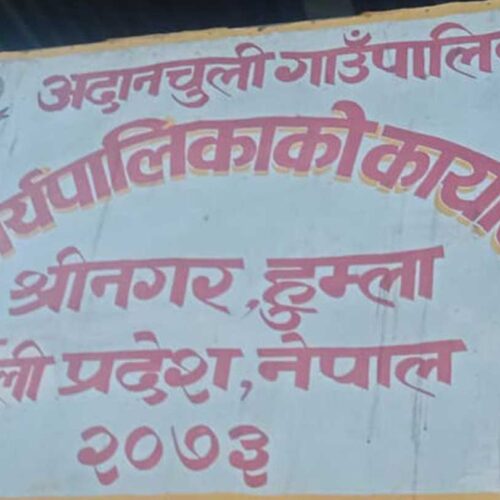 अदानचुली गाउँपालि
र्यपालिकाको कार्या
श्रीनगर, हुम्ला
ली प्रदेश, नेपाल
२०७३